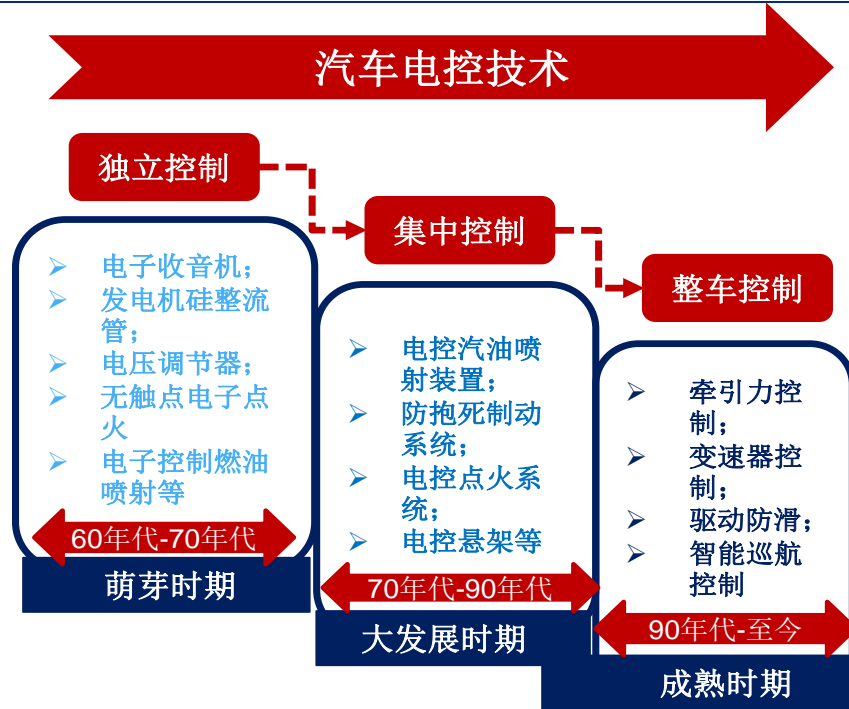 汽车电控技术
独立控制
电子收音机；
发电机硅整流
管；
电压调节器；
无触点电子点
火
电子控制燃油
喷射等
60年代-70年代
萌芽时期
集中控制
电控汽油喷
射装置；
防抱死制动
系统；
电控点火系
统；
电控悬架等
70年代-90年代
大发展时期
整车控制
牵引力控
制；
变速器控
制；
驱动防滑；
智能巡航
控制
90年代-至今
成熟时期